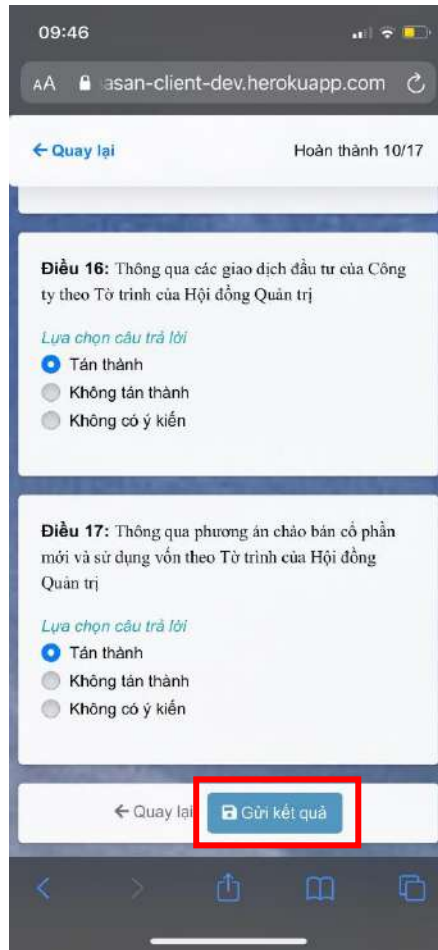 09:46
AA asan-client-dev.herokuapp.com
← Quay lại Hoàn thành 10/17
Điều 16: Thông qua các giao dịch đầu tư của Công
ty theo Tờ trình của Hội đồng Quản trị
Lựa chọn câu trả lời
Tán thành
Không tán thành
Không có ý kiến
Điều 17: Thông qua phương án chào bán cổ phần
mới và sử dụng vốn theo Tờ trình của Hội đồng
Quản trị
Lựa chọn câu trả lời
Tán thành
Không tán thành
Không có ý kiến
← Quay lại Gửi kết quả